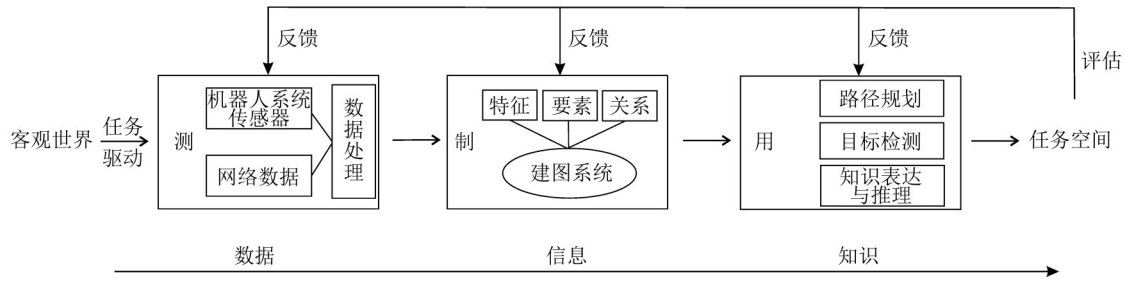 反馈
反馈
反馈
评估
客观世界
任务
驱动
测
机器人系统
传感器
网络数据
数据处理
制
特征
要素
关系
建图系统
用
路径规划
目标检测
知识表达
与推理
任务空间
数据
信息
知识